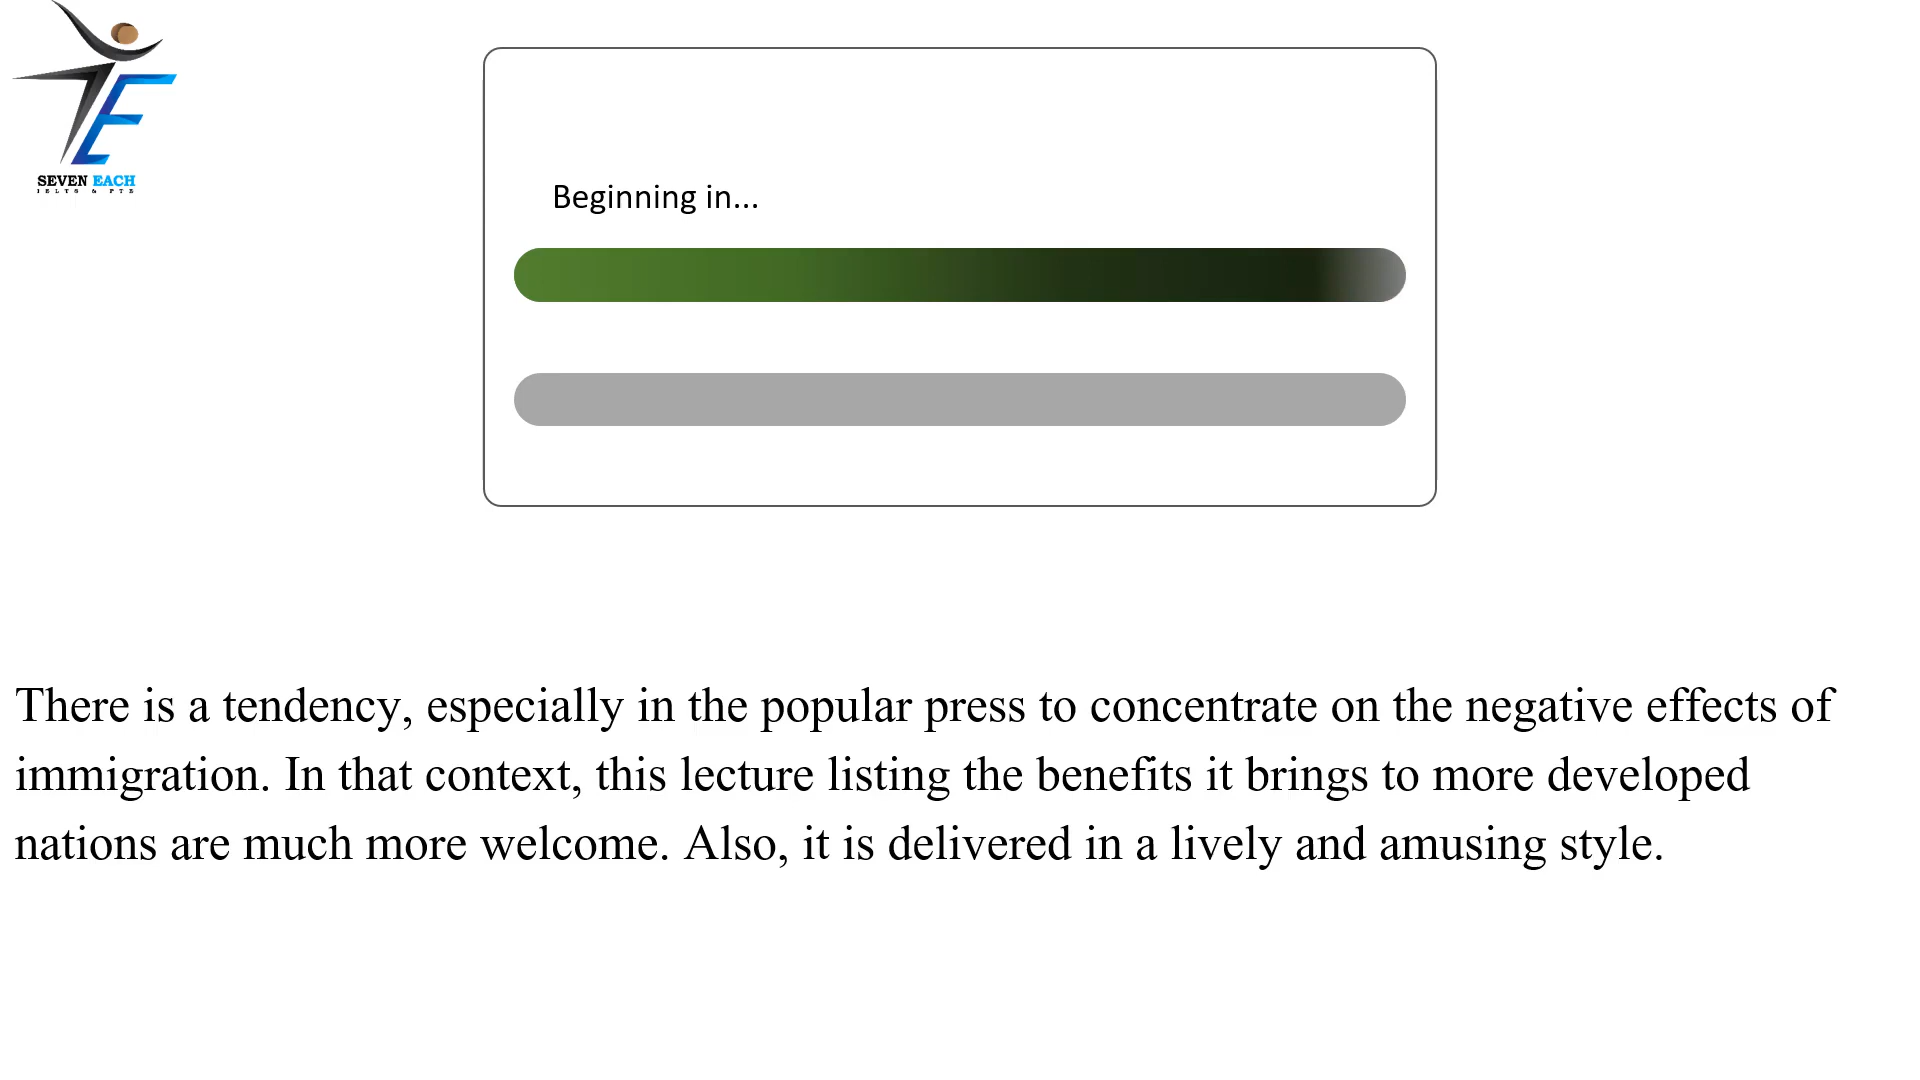 SEVEN EACH
IELTS & PTE
Beginning in...
There is a tendency, especially in the popular press to concentrate on the negative effects of
immigration. In that context, this lecture listing the benefits it brings to more developed
nations are much more welcome. Also, it is delivered in a lively and amusing style.